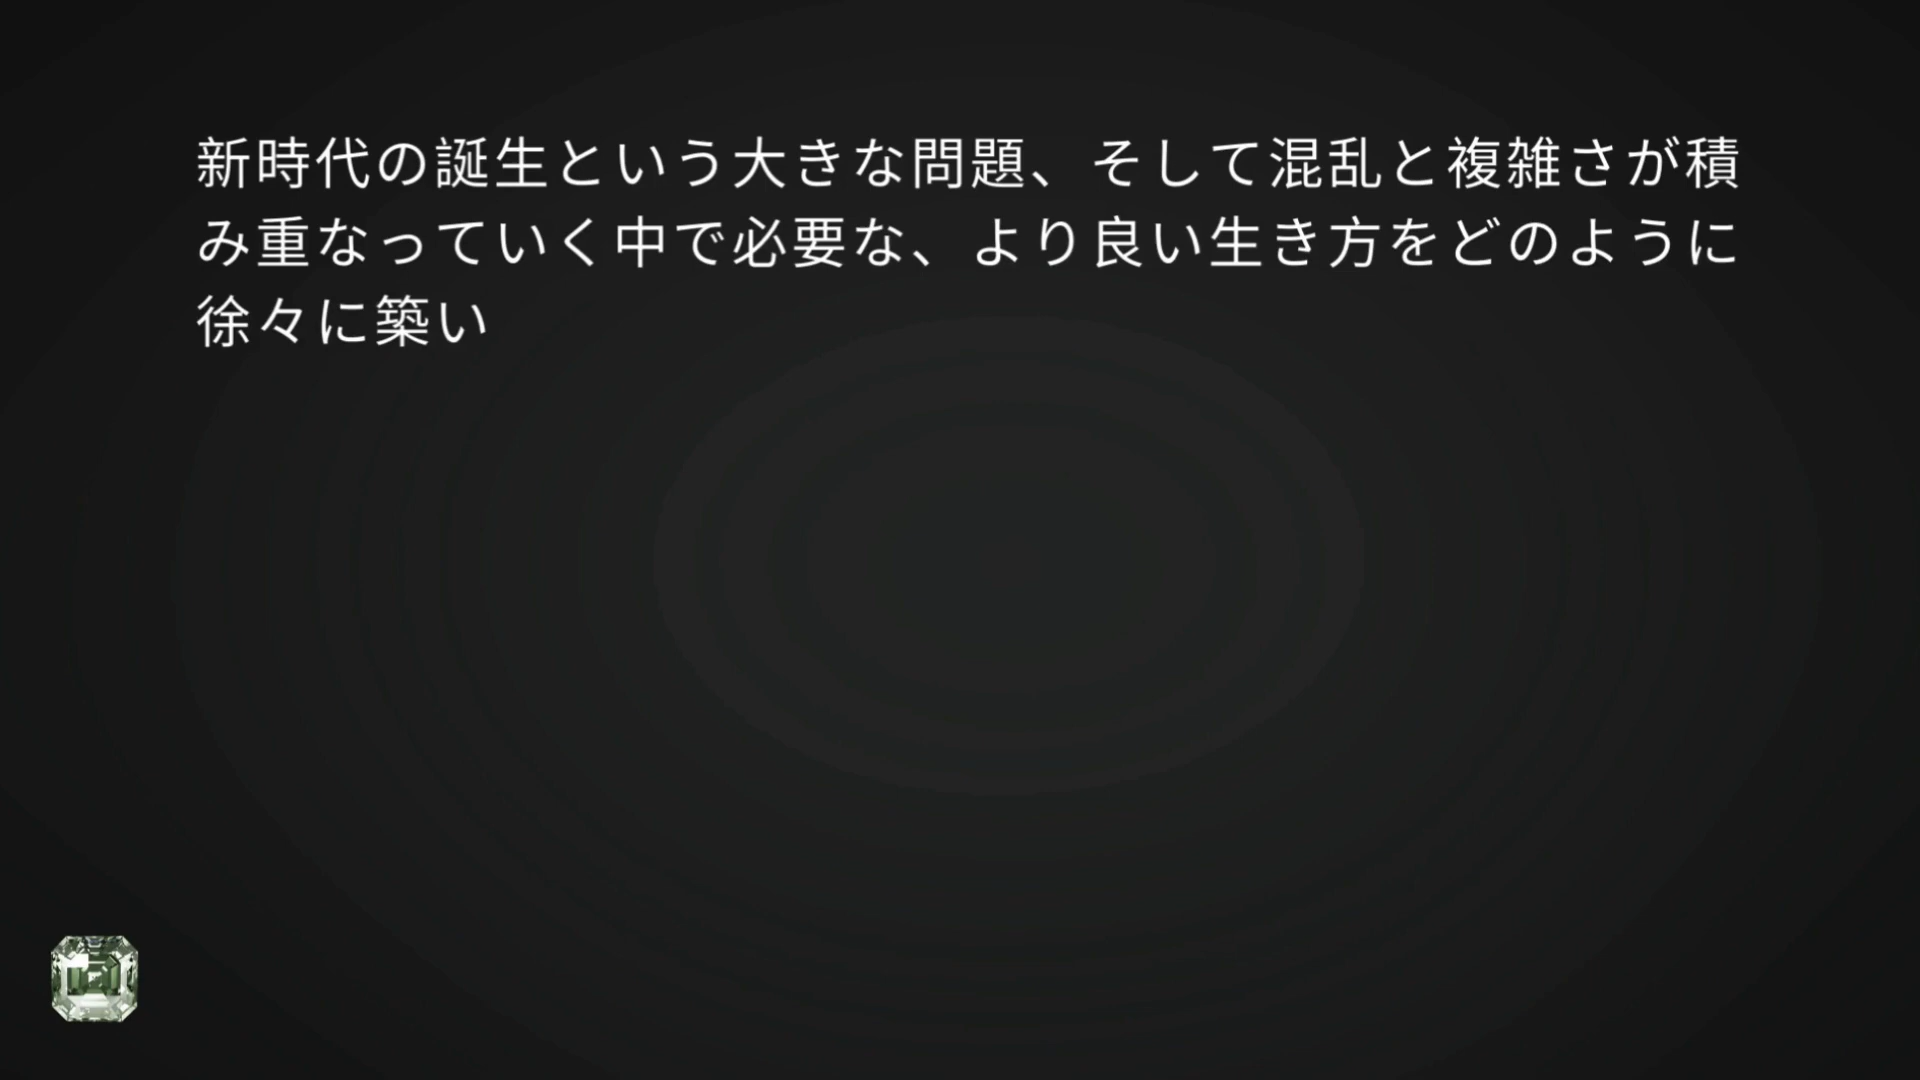 新時代の誕生という大きな問題、そして混乱と複雑さが積
み重なっていく中で必要な、より良い生き方をどのように
徐々に築い